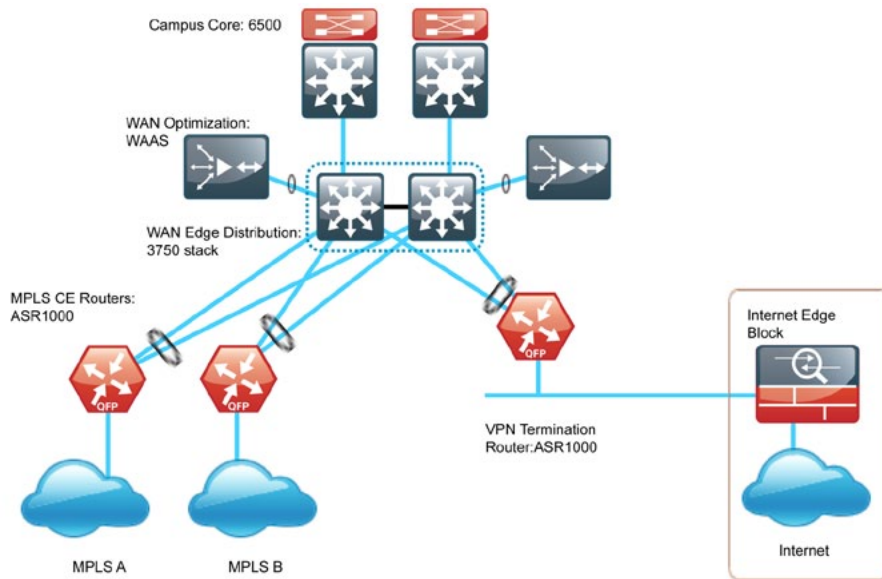 Campus Core: 6500
WAN Optimization:
WAAS
WAN Edge Distribution:
3750 stack
MPLS CE Routers:
ASR1000
QFP
QFP
QFP
Internet Edge
Block
VPN Termination
Router:ASR1000
MPLS A
MPLS B
Internet